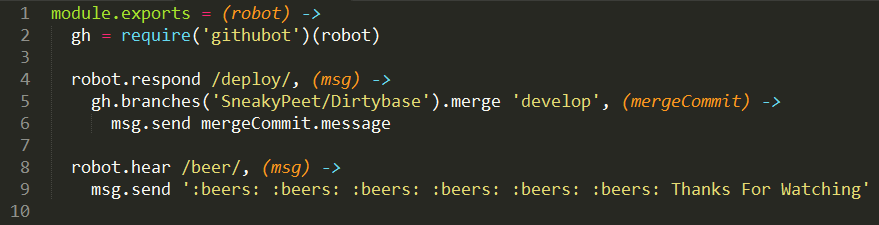 1 module.exports = (robot) ->
2   gh = require('githubot')(robot)
3
4   robot.respond /deploy/, (msg) ->
5     gh.branches('SneakyPeet/Dirtybase').merge 'develop', (mergeCommit) ->
6       msg.send mergeCommit.message
7
8   robot.hear /beer/, (msg) ->
9     msg.send ':beers: :beers: :beers: :beers: :beers: :beers: Thanks For Watching'
10